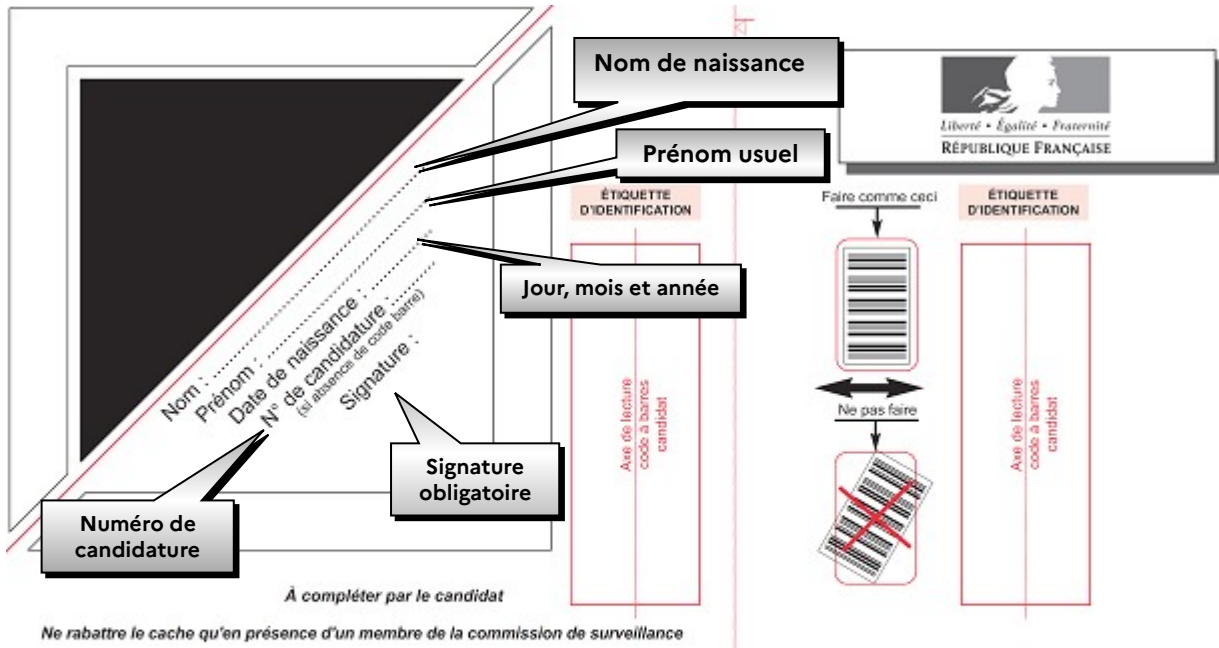 Nom de naissance
Prénom usuel
Jour, mois et année
Nom : ..........
Prénom : ..........
Date de naissance : ..........
N° de candidature : ..........
(si absence de code barre)
Signature :
Numéro de
candidature
Signature
obligatoire
À compléter par le candidat
Ne rabattre le cache qu'en présence d'un membre de la commission de surveillance
ÉTIQUETTE
D'IDENTIFICATION
Axe de lecture
code à barres
candidat
Liberté • Égalité • Fraternité
RÉPUBLIQUE FRANÇAISE
Faire comme ceci
Ne pas faire
ÉTIQUETTE
D'IDENTIFICATION
Axe de lecture
code à barres
candidat